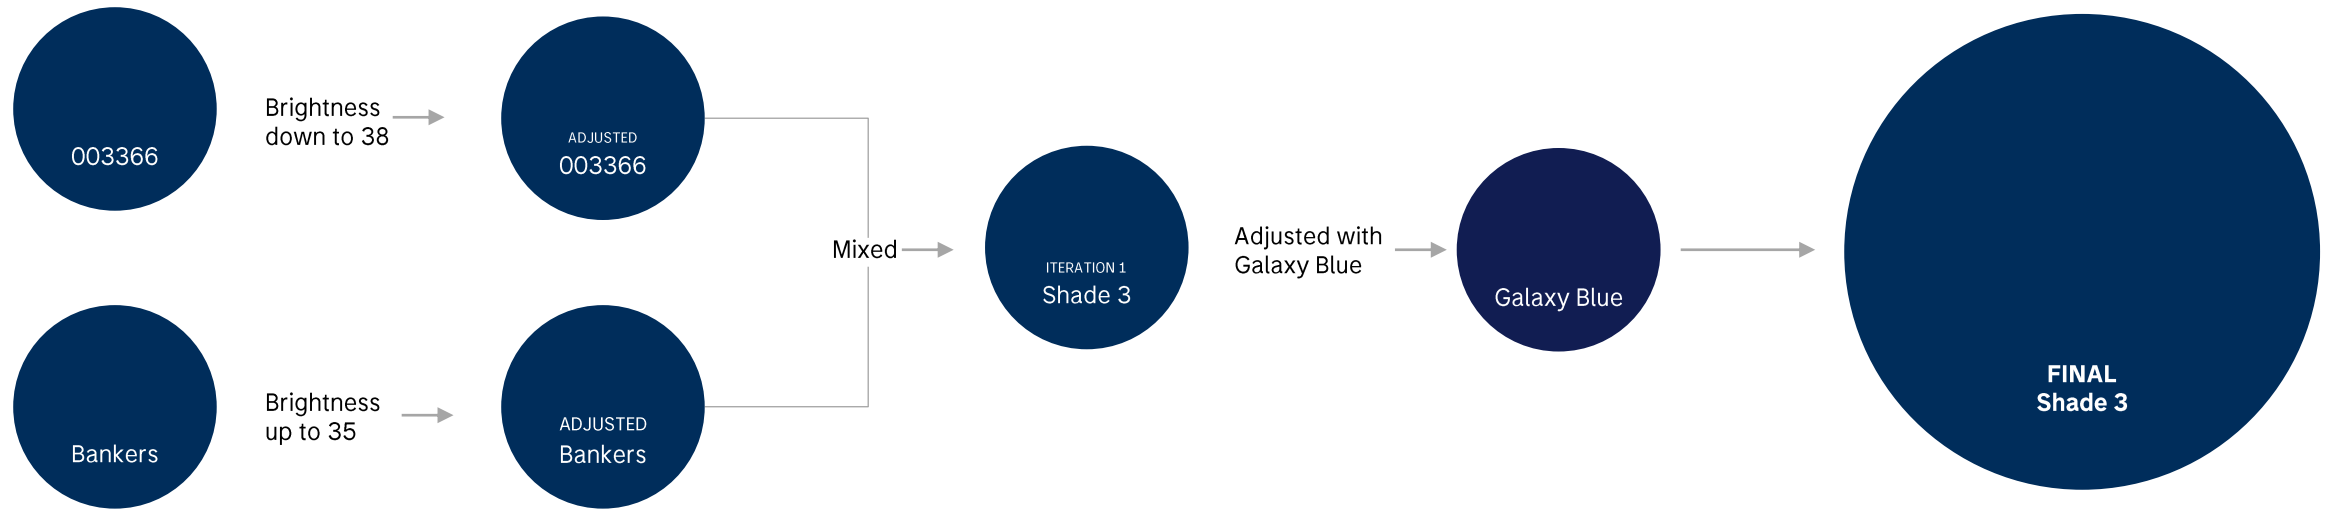 003366
Brightness
down to 38
ADJUSTED
003366
Bankers
Brightness
up to 35
ADJUSTED
Bankers
Mixed
ITERATION 1
Shade 3
Adjusted with
Galaxy Blue
Galaxy Blue
FINAL
Shade 3